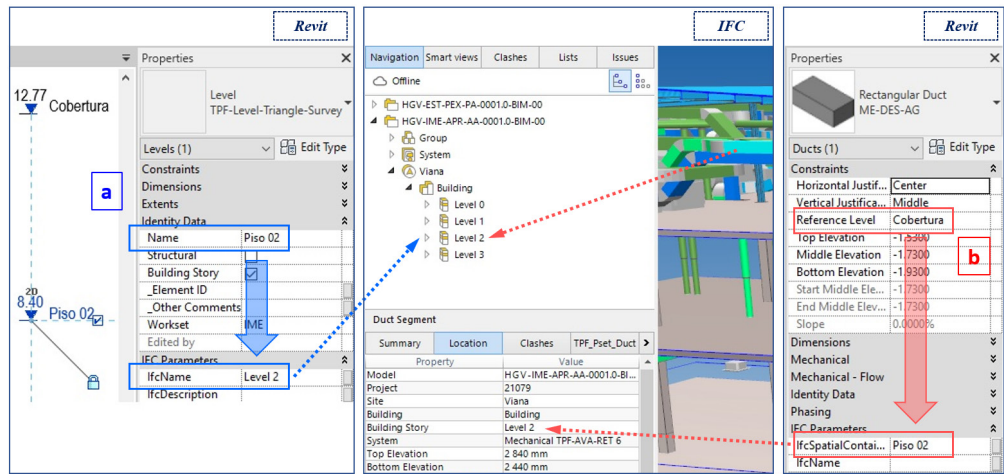 Revit
12.77
Cobertura
a
20
8.40
Piso 02
Properties
Level
TPF-Level-Triangle-Survey
Levels (1)
Edit Type
Constraints
Dimensions
Extents
Identity Data
Name Piso 02
Structural
Building Story
_Element ID
_Other Comments
Workset IME
Edited by
IFC Parameters
IfcName Level 2
IfcDescription
IFC
Navigation Smart views Clashes Lists Issues
Offline
HGV-EST-PEX-PA-0001.0-BIM-00
HGV-IME-APR-AA-0001.0-BIM-00
Group
System
Viana
Building
Level 0
Level 1
Level 2
Level 3
Duct Segment
Summary Location Clashes TPF_Pset_Duct
Property Value
Model HGV-IME-APR-AA-0001.0-BI...
Project 21079
Site Viana
Building Building
Building Story Level 2
System Mechanical TPF-AVA-RET 6
Top Elevation 2 840 mm
Bottom Elevation 2 440 mm
Revit
Properties
Rectangular Duct
ME-DES-AG
Ducts (1)
Edit Type
Constraints
Horizontal Justif... Center
Vertical Justifica... Middle
Reference Level Cobertura
Top Elevation -1.5300
Middle Elevation -1.7300
Bottom Elevation -1.9300
Start Middle Ele... -1.7300
End Middle Elev... -1.7300
Slope 0.0000%
b
Dimensions
Mechanical
Mechanical - Flow
Identity Data
Phasing
IFC Parameters
IfcSpatialContai... Piso 02
IfcName